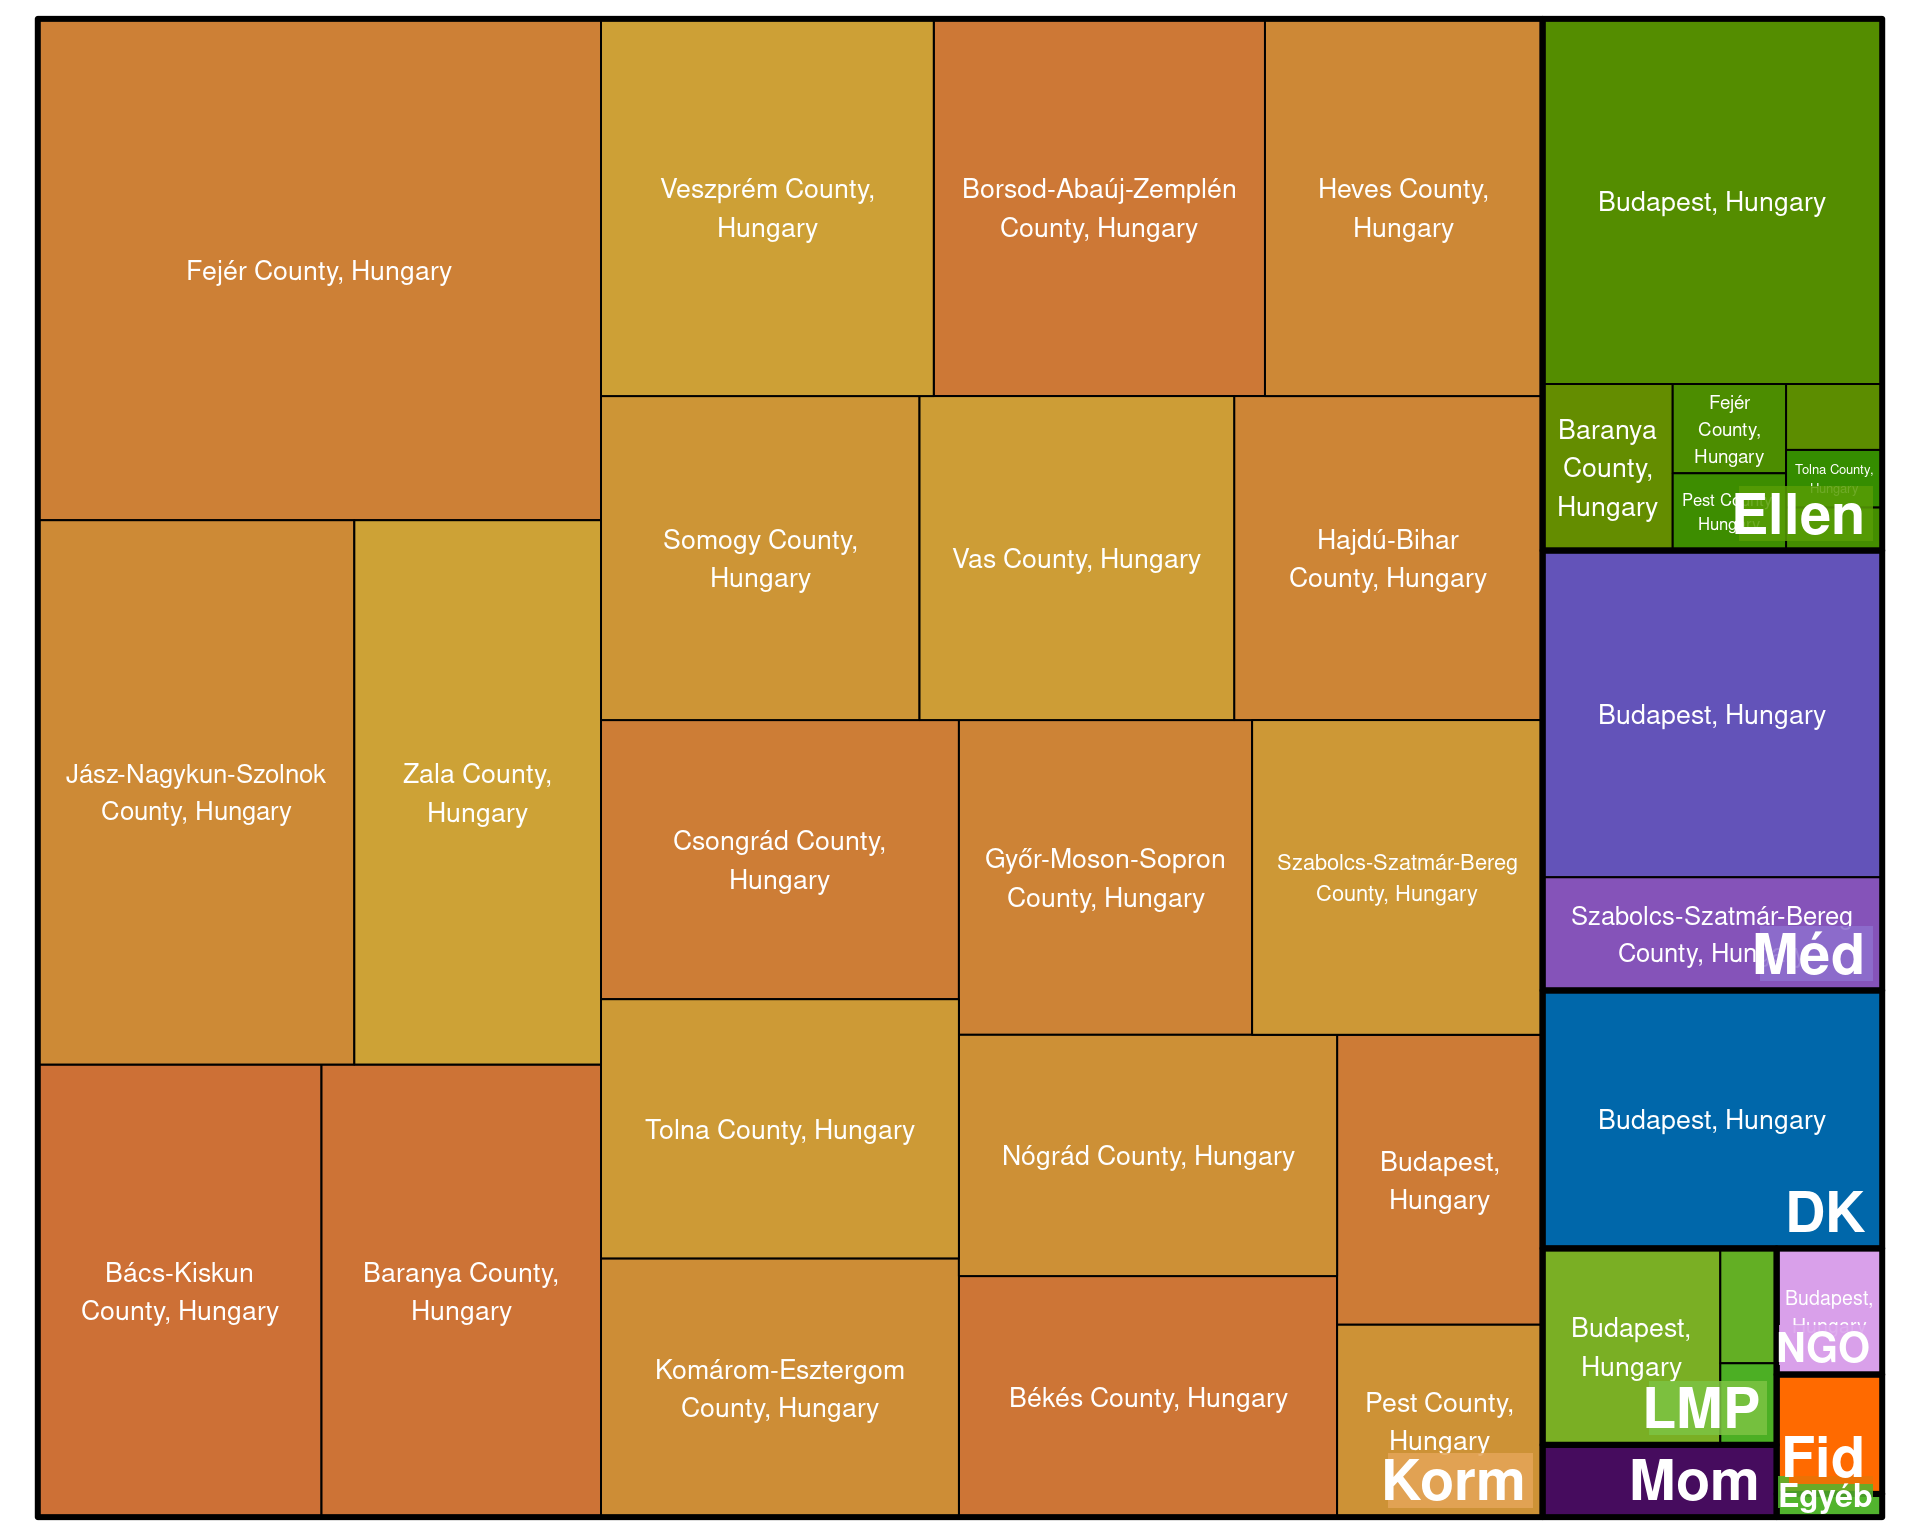 Fejér County, Hungary
Veszprém County,
Hungary
Borsod-Abaúj-Zemplén
County, Hungary
Heves County,
Hungary
Somogy County,
Hungary
Vas County, Hungary
Hajdú-Bihar
County, Hungary
Jász-Nagykun-Szolnok
County, Hungary
Zala County,
Hungary
Csongrád County,
Hungary
Győr-Moson-Sopron
County, Hungary
Szabolcs-Szatmár-Bereg
County, Hungary
Tolna County, Hungary
Nógrád County, Hungary
Budapest,
Hungary
Bács-Kiskun
County, Hungary
Baranya County,
Hungary
Komárom-Esztergom
County, Hungary
Békés County, Hungary
Pest County,
Hungary
Korm
Budapest, Hungary
Baranya
County,
Hungary
Fejér
County,
Hungary
Pest County,
Hungary
Tolna County,
Hungary
Ellen
Budapest, Hungary
Szabolcs-Szatmár-Bereg
County, Hungary
Méd
Budapest, Hungary
DK
Budapest,
Hungary
LMP
Budapest,
Hungary
NGO
Mom
Fid
Egyéb